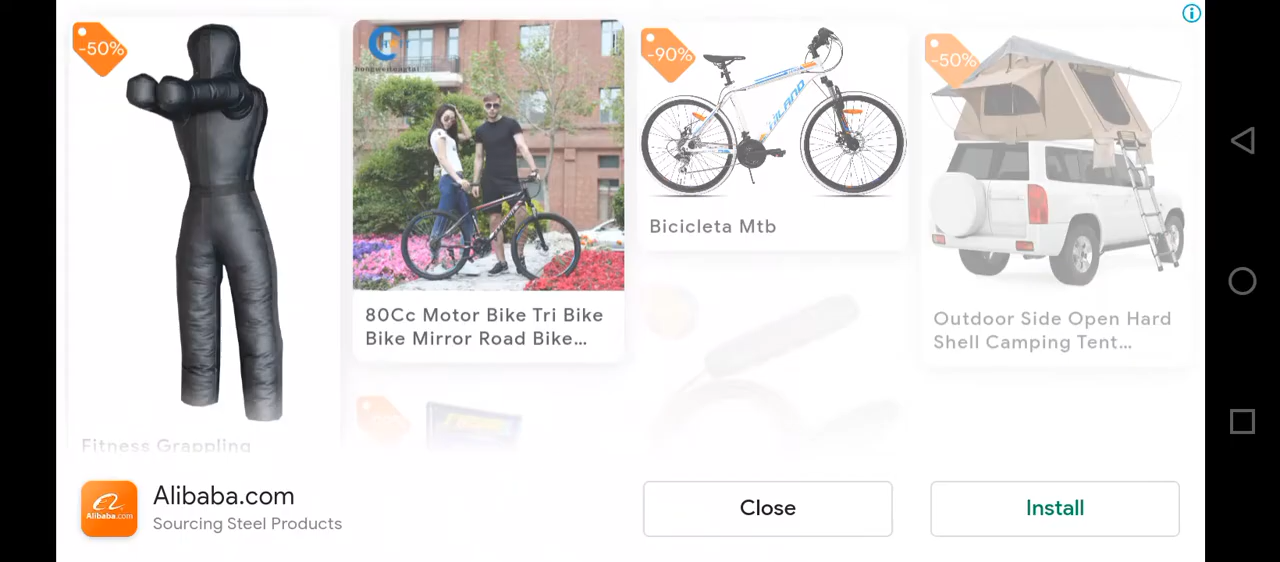 -50%
-90%
-50%
HILAND
Bicicleta Mtb
80Cc Motor Bike Tri Bike
Bike Mirror Road Bike...
Outdoor Side Open Hard
Shell Camping Tent...
Fitness Grappling
Alibaba.com
Alibaba.com
Sourcing Steel Products
Close
Install